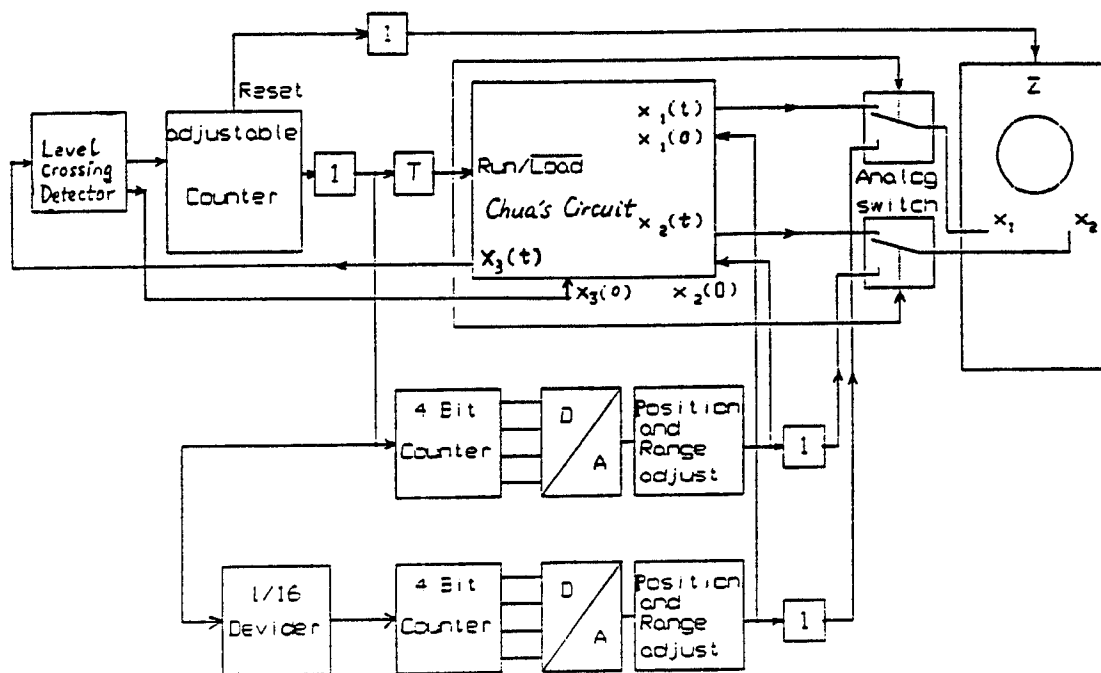 1
Reset
Z̅
adjustable
Counter
Level
Crossing
Detector
1
T
Run/L̅o̅a̅d̅
Chua's Circuit
x₁(t)
x₁(0)
x₂(t)
x₃(t)
x₃(0)
x₂(0)
Analog
switch
x₁
x₂
4 Bit
Counter
D
A
Position
and
Range
adjust
1
1/16
Devider
4 Bit
Counter
D
A
Position
and
Range
adjust
1